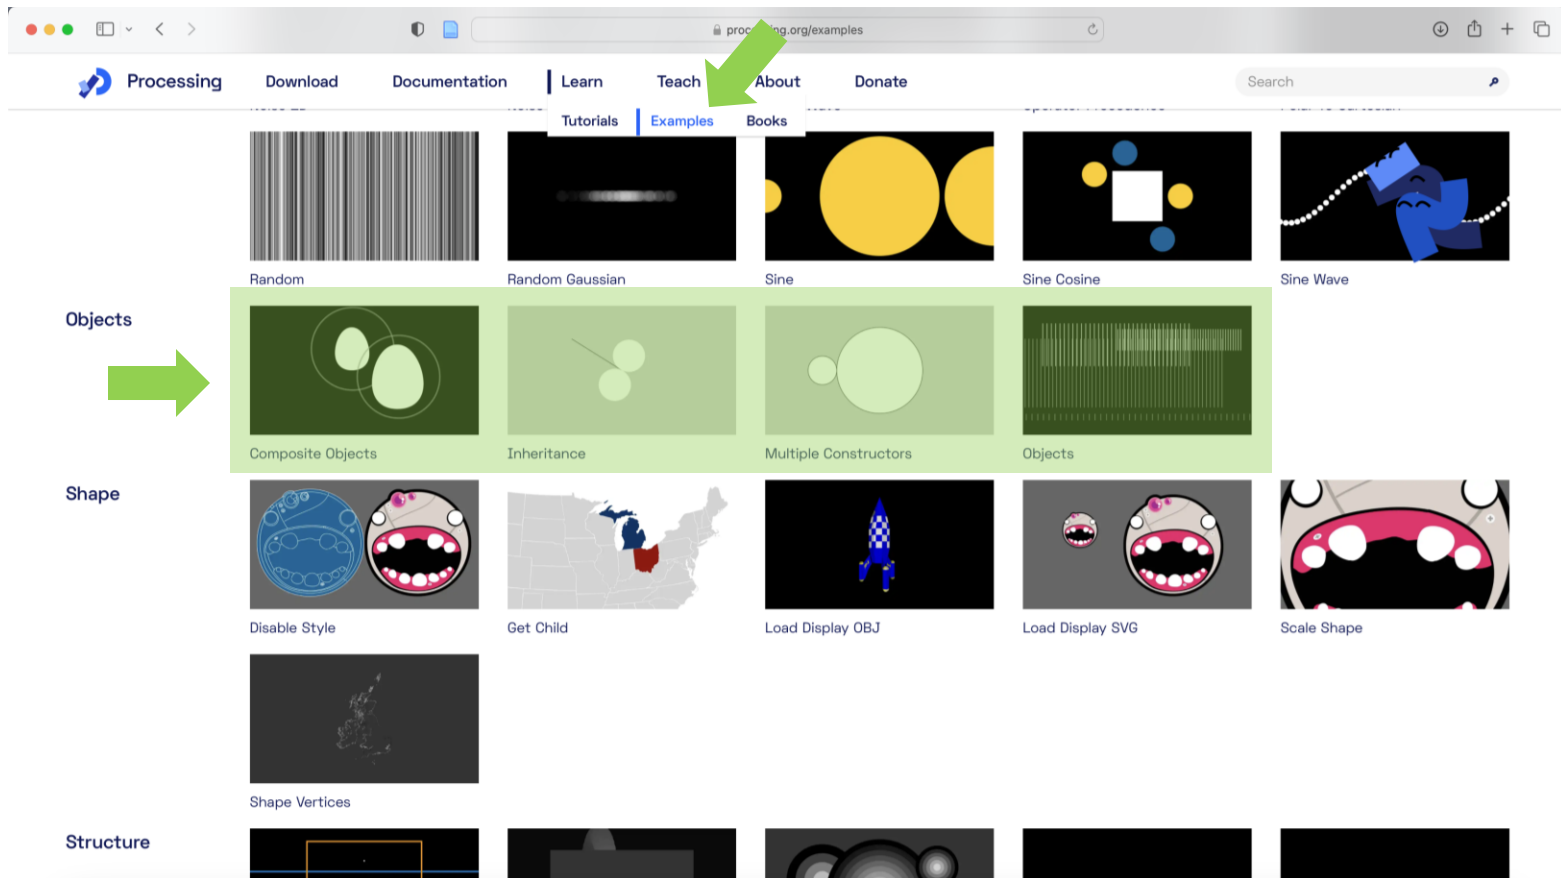 processing.org/examples
Processing Download Documentation Learn Teach About Donate Search
Tutorials Examples Books
Random Random Gaussian Sine Sine Cosine Sine Wave
Objects
Composite Objects Inheritance Multiple Constructors Objects
Shape
Disable Style Get Child Load Display OBJ Load Display SVG Scale Shape
Shape Vertices
Structure